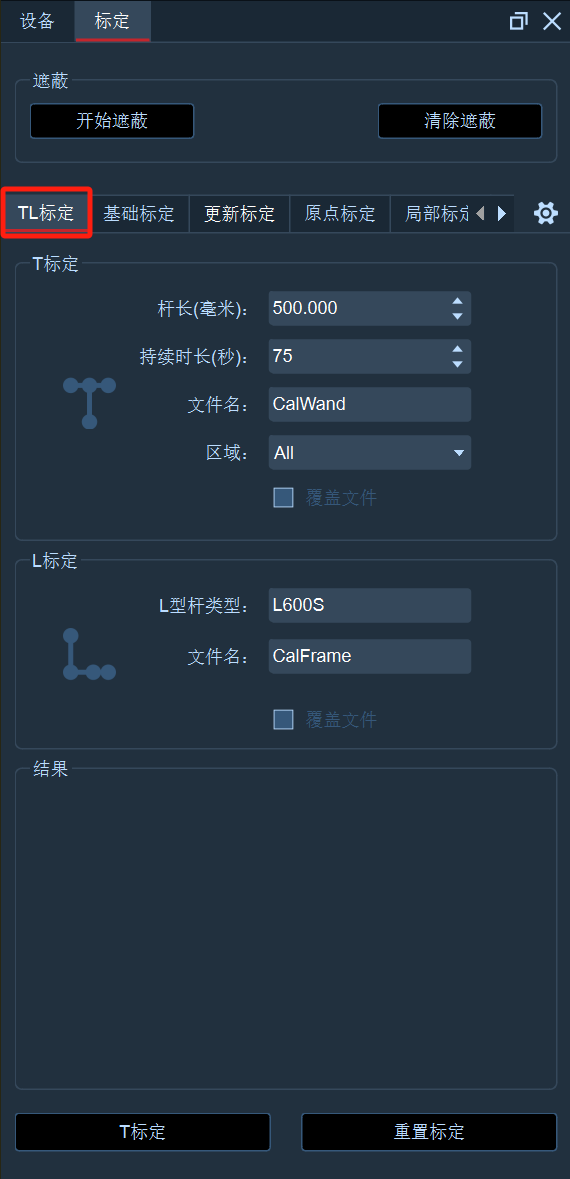 设备 标定
遮蔽
开始遮蔽 清除遮蔽
TL标定 基础标定 更新标定 原点标定 局部标定
T标定
杆长(毫米): 500.000
持续时长(秒): 75
文件名: CalWand
区域: All
覆盖文件
L标定
L型杆类型: L600S
文件名: CalFrame
覆盖文件
结果
T标定 重置标定